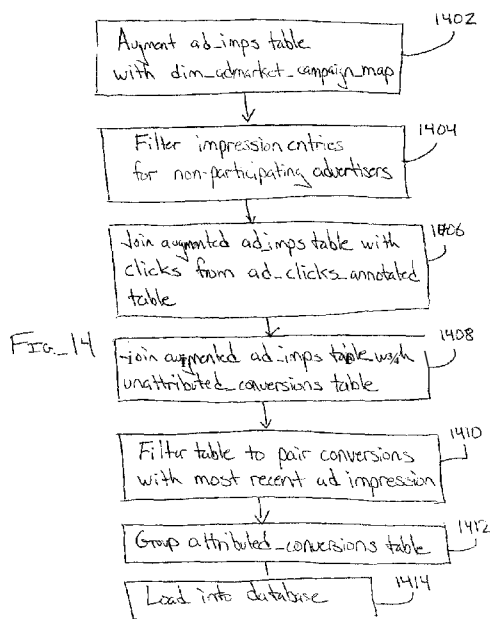 1402
Augment ad_imps table
with dim_admarket_campaign_map
1404
Filter impression entries
for non-participating advertisers
1406
Join augmented ad_imps table with
clicks from ad_clicks_annotated
table
FIG_14
1408
Join augmented ad_imps table with
unattributed_conversions table
1410
Filter table to pair conversions
with most recent ad impression
1412
Group attributed_conversions table
1414
Load into database